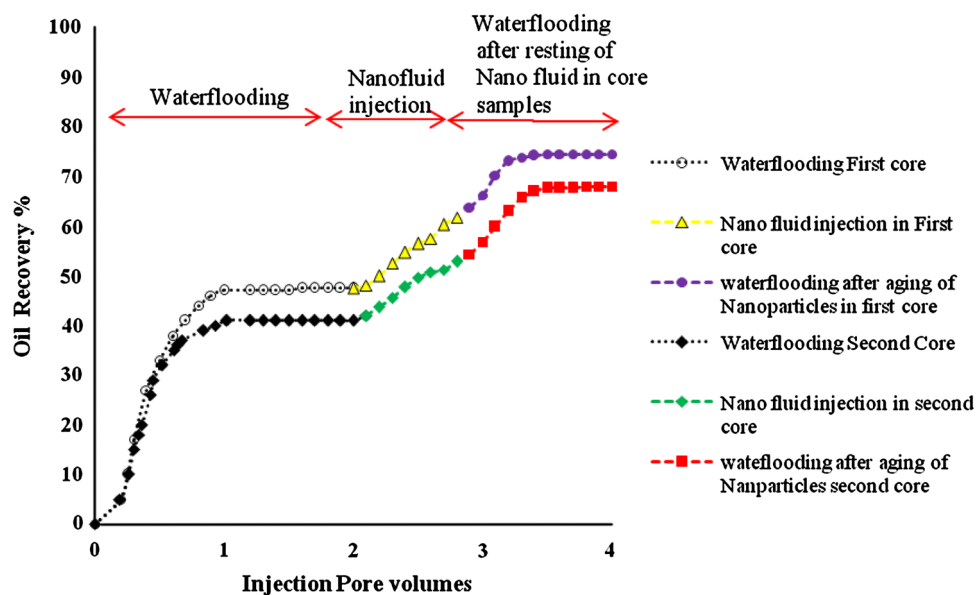 100
90
80
70
60
50
40
30
20
10
0
0
1
2
3
4
Oil Recovery %
Injection Pore volumes
Waterflooding
Nanofluid
injection
Waterflooding
after resting of
Nano fluid in core
samples
Waterflooding First core
Nano fluid injection in First
core
waterflooding after aging of
Nanoparticles in first core
Waterflooding Second Core
Nano fluid injection in second
core
wateflooding after aging of
Nanparticles second core